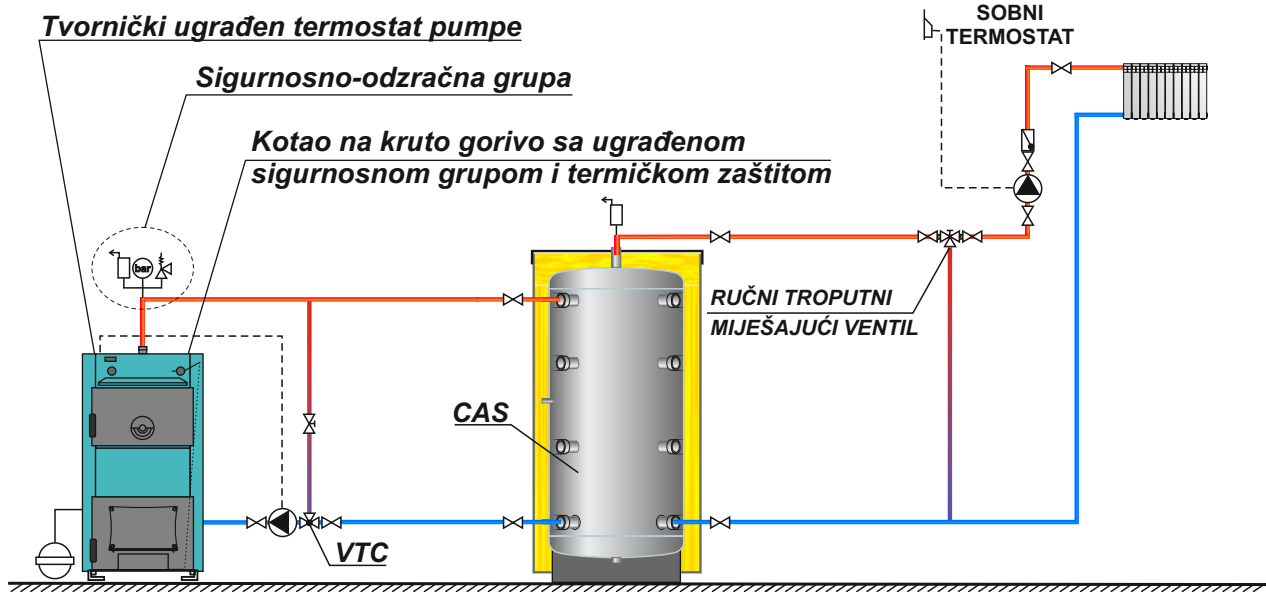 Tvornički ugrađen termostat pumpe
Sigurnosno-odzračna grupa
Kotao na kruto gorivo sa ugrađenom
sigurnosnom grupom i termičkom zaštitom
SOBNI
TERMOSTAT
bar
RUČNI TROPUTNI
MIJEŠAJUĆI VENTIL
CAS
VTC